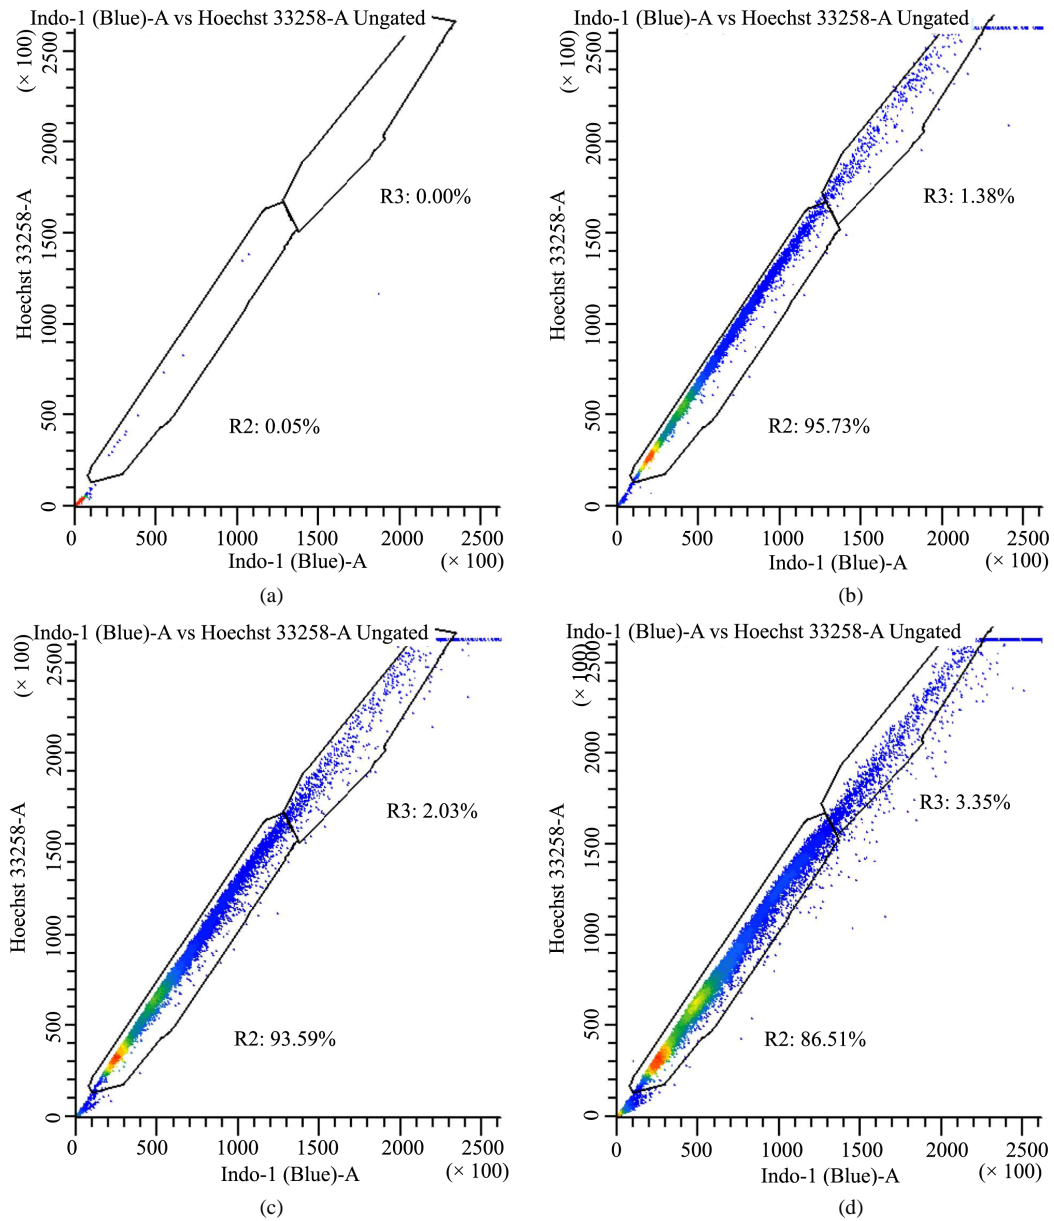 Indo-1 (Blue)-A vs Hoechst 33258-A Ungated
(× 100)
2500
2000
1500
1000
500
0
Hoechst 33258-A
R3: 0.00%
R2: 0.05%
0 500 1000 1500 2000 2500
Indo-1 (Blue)-A (× 100)
(a)
Indo-1 (Blue)-A vs Hoechst 33258-A Ungated
(× 100)
2500
2000
1500
1000
500
0
Hoechst 33258-A
R3: 1.38%
R2: 95.73%
0 500 1000 1500 2000 2500
Indo-1 (Blue)-A (× 100)
(b)
Indo-1 (Blue)-A vs Hoechst 33258-A Ungated
(× 100)
2500
2000
1500
1000
500
0
Hoechst 33258-A
R3: 2.03%
R2: 93.59%
0 500 1000 1500 2000 2500
Indo-1 (Blue)-A (× 100)
(c)
Indo-1 (Blue)-A vs Hoechst 33258-A Ungated
(× 100)
2500
2000
1500
1000
500
0
Hoechst 33258-A
R3: 3.35%
R2: 86.51%
0 500 1000 1500 2000 2500
Indo-1 (Blue)-A (× 100)
(d)